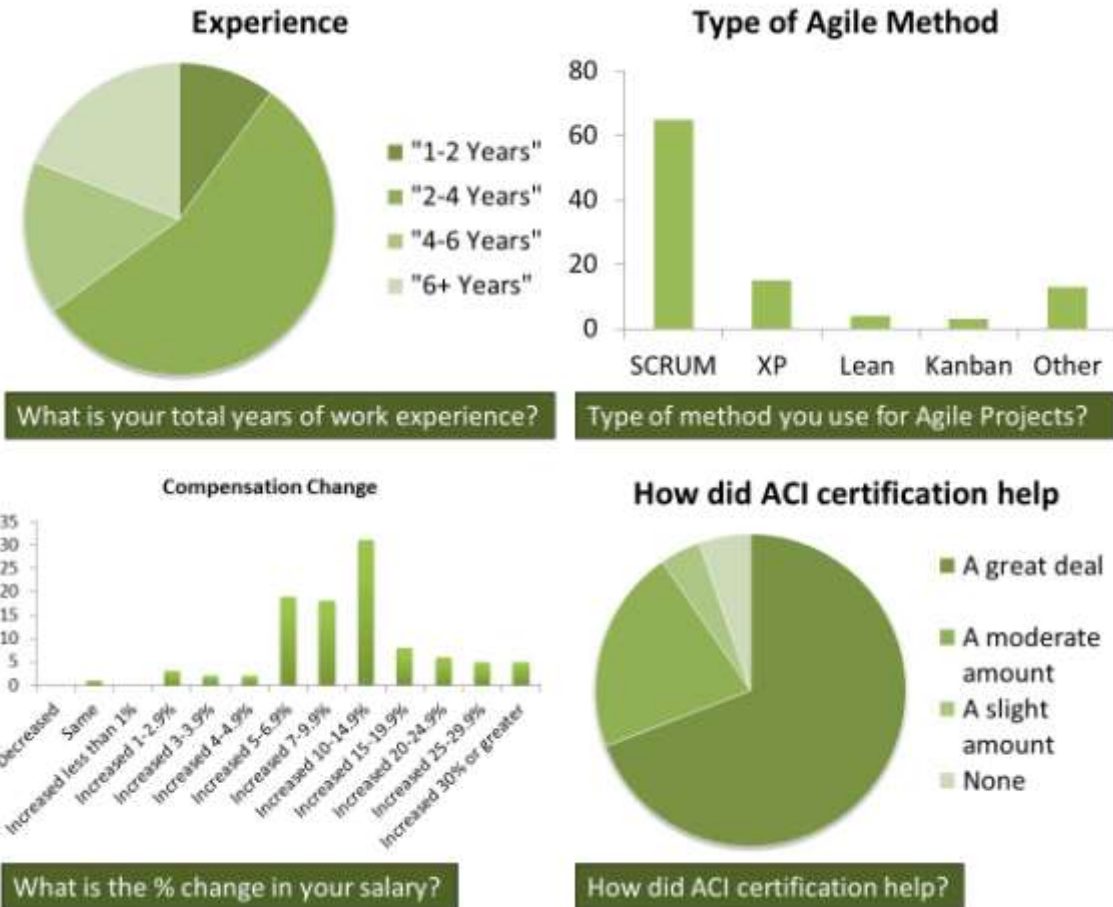 Experience
"1-2 Years"
"2-4 Years"
"4-6 Years"
"6+ Years"
What is your total years of work experience?
Type of Agile Method
80
60
40
20
0
SCRUM XP Lean Kanban Other
Type of method you use for Agile Projects?
Compensation Change
35
30
25
20
15
10
5
0
Decreased
Same
Increased less than 1%
Increased 1-2.9%
Increased 3-3.9%
Increased 4-4.9%
Increased 5-6.9%
Increased 7-9.9%
Increased 10-14.9%
Increased 15-19.9%
Increased 20-24.9%
Increased 25-29.9%
Increased 30% or greater
What is the % change in your salary?
How did ACI certification help
A great deal
A moderate
amount
A slight
amount
None
How did ACI certification help?